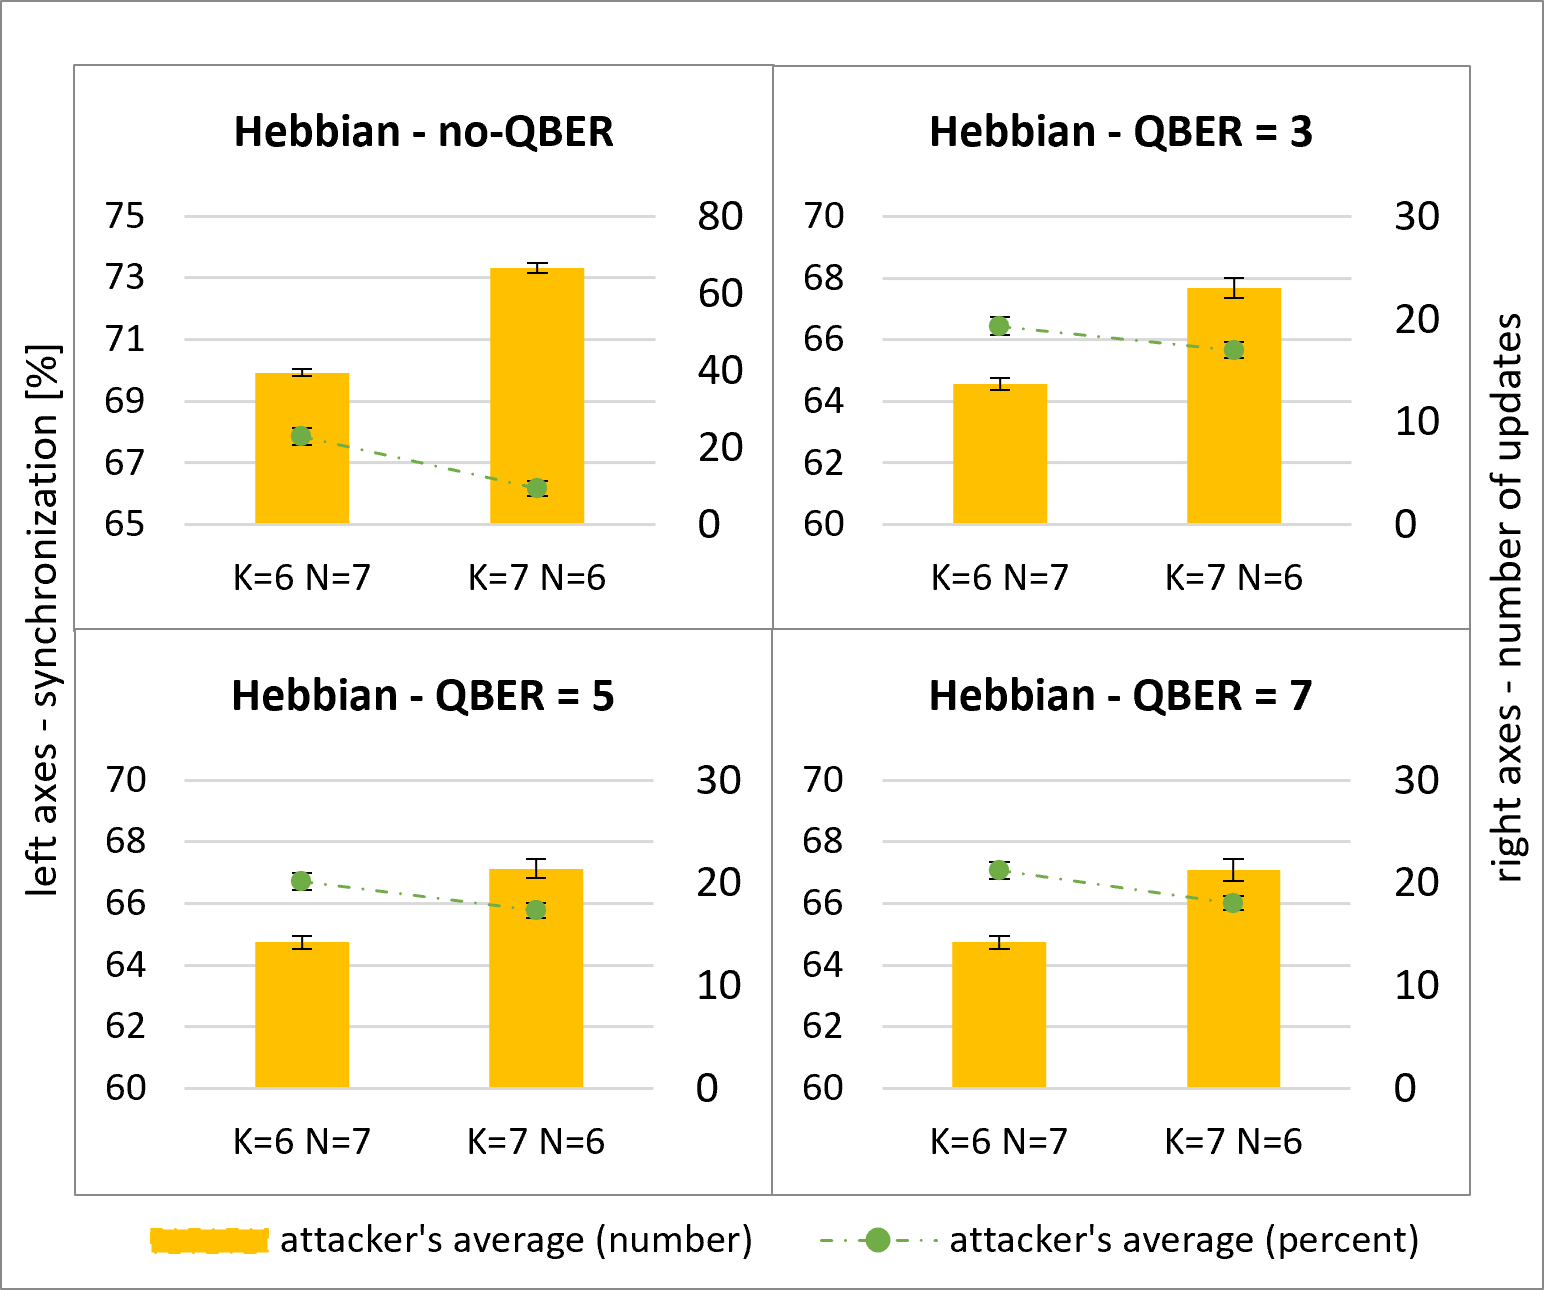 left axes - synchronization [%]
Hebbian - no-QBER
75
73
71
69
67
65
80
60
40
20
0
K=6 N=7
K=7 N=6
Hebbian - QBER = 3
70
68
66
64
62
60
30
20
10
0
K=6 N=7
K=7 N=6
Hebbian - QBER = 5
70
68
66
64
62
60
30
20
10
0
K=6 N=7
K=7 N=6
Hebbian - QBER = 7
70
68
66
64
62
60
30
20
10
0
K=6 N=7
K=7 N=6
right axes - number of updates
attacker's average (number)
attacker's average (percent)